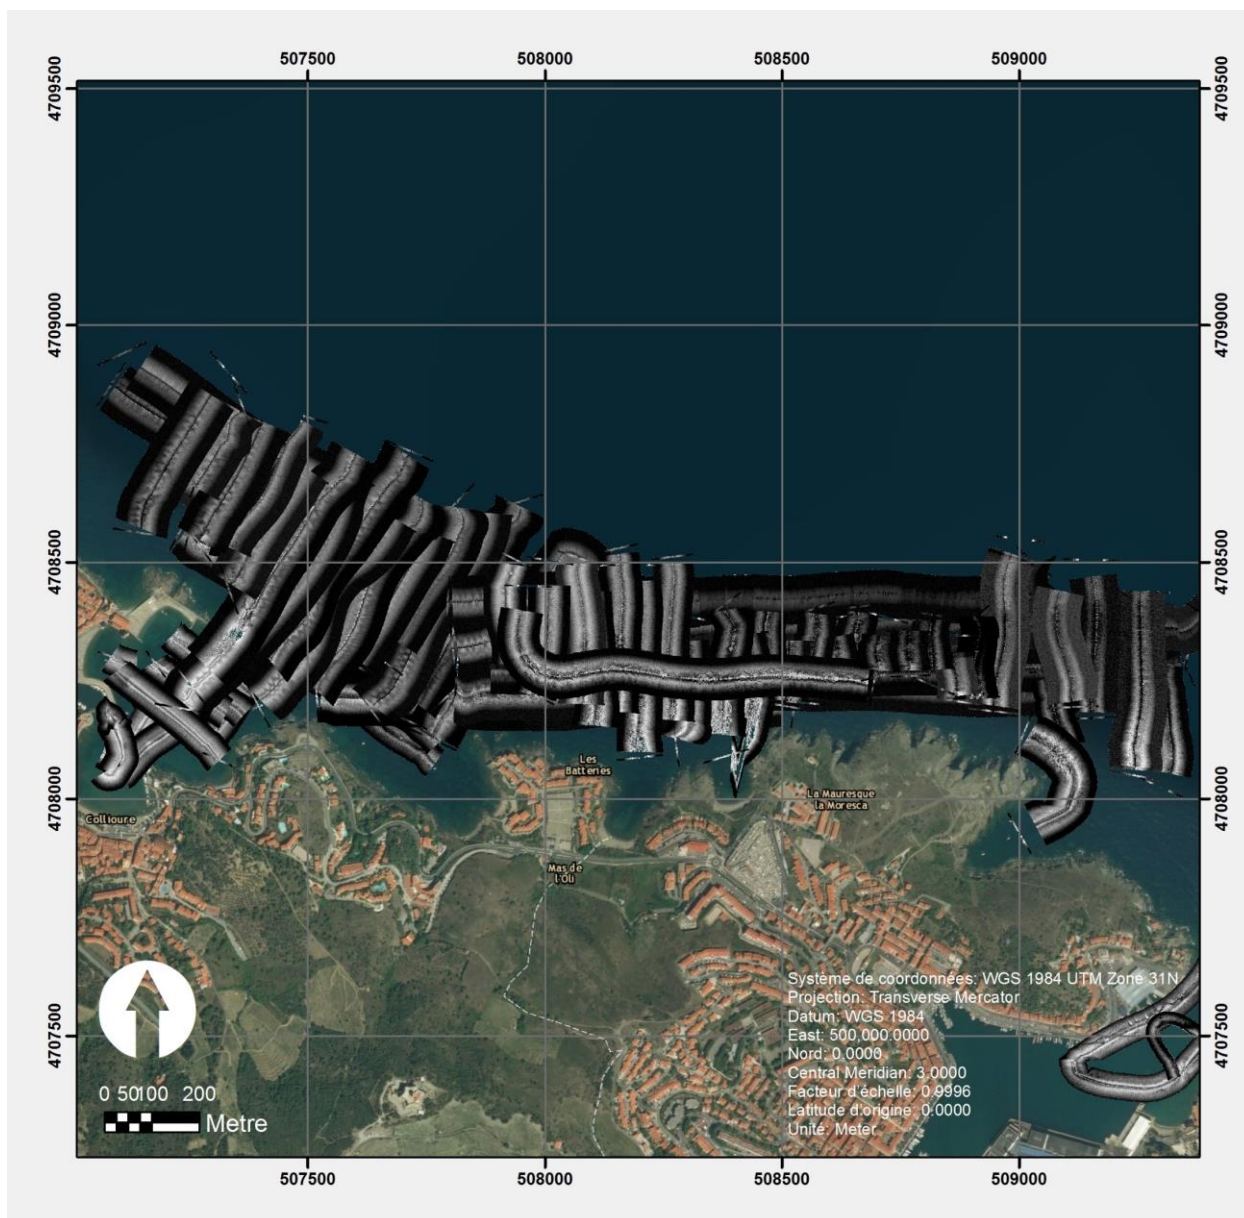 507500 508000 508500 509000
4709500 4709500
4709000 4709000
4708500 4708500
Les
Batteries
4708000 4708000
La Mauresque
la Moresca
Collioure
Mas de
l'Oli
Système de coordonnées: WGS 1984 UTM Zone 31N
Projection: Transverse Mercator
Datum: WGS 1984
East: 500,000.0000
4707500 4707500
Nord: 0.0000
Central Meridian: 3.0000
Facteur d'échelle: 0.9996
Latitude d'origine: 0.0000
Unité: Meter
0 50100 200
Metre
507500 508000 508500 509000